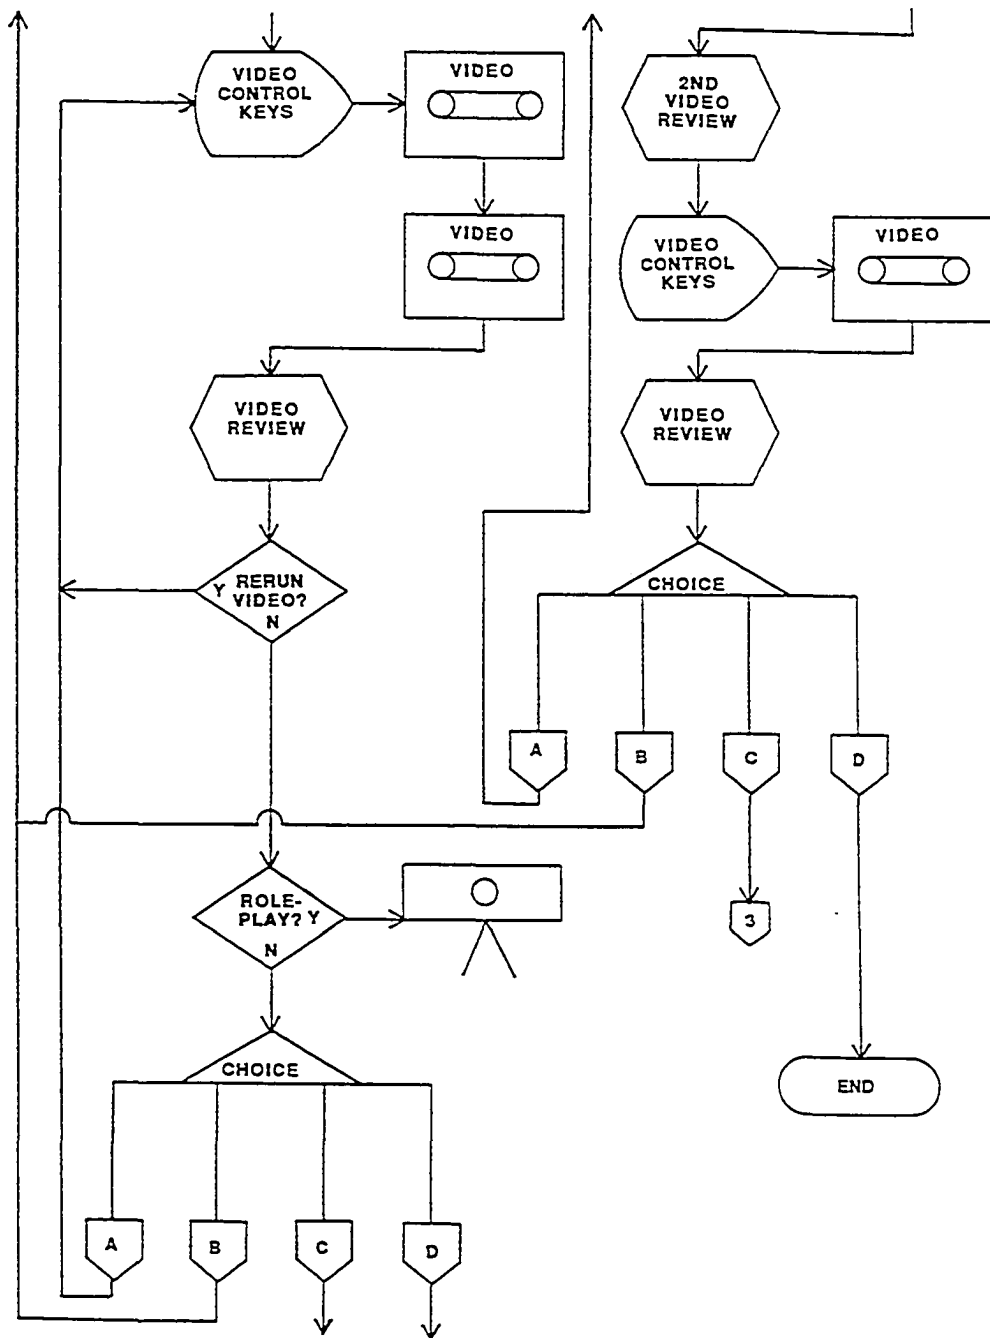 VIDEO
CONTROL
KEYS
VIDEO
VIDEO
VIDEO
REVIEW
Y RERUN
VIDEO?
N
ROLE-
PLAY? Y
N
CHOICE
A
B
C
D
2ND
VIDEO
REVIEW
VIDEO
CONTROL
KEYS
VIDEO
VIDEO
REVIEW
CHOICE
A
B
C
D
3
END